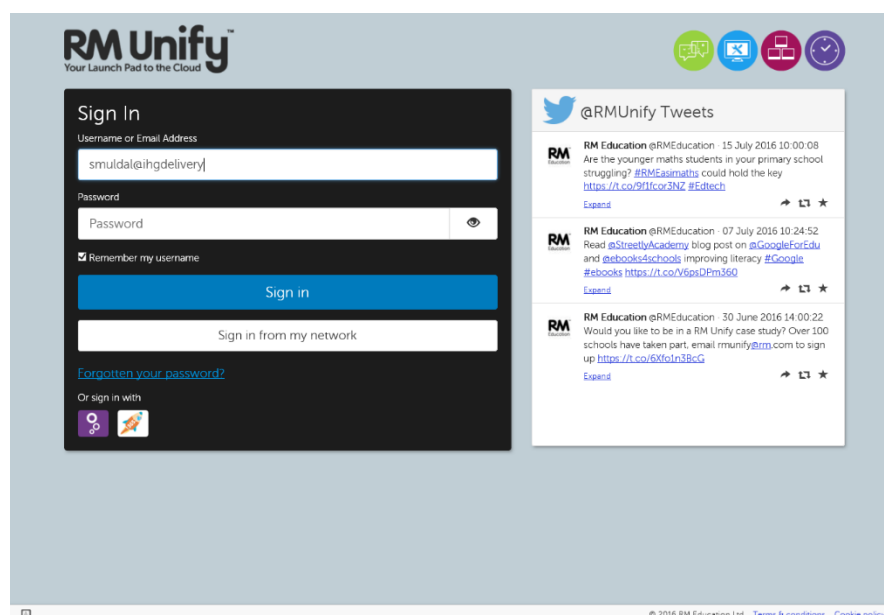 RM Unify™
Your Launch Pad to the Cloud
Sign In
Username or Email Address
smuldal@ihgdelivery
Password
Password
Remember my username
Sign in
Sign in from my network
Forgotten your password?
Or sign in with
@RMUnify Tweets
RM Education @RMEducation · 15 July 2016 10:00:08
Are the younger maths students in your primary school
struggling? #RMEasimaths could hold the key
https://t.co/9f1fcor3NZ #Edtech
Expand
RM Education @RMEducation · 07 July 2016 10:24:52
Read @StreetlyAcademy blog post on @GoogleForEdu
and @ebooks4schools improving literacy #Google
#ebooks https://t.co/V6psDPm360
Expand
RM Education @RMEducation · 30 June 2016 14:00:22
Would you like to be in a RM Unify case study? Over 100
schools have taken part, email rmunify@rm.com to sign
up https://t.co/6Xfo1n3BcG
Expand
© 2016 RM Education Ltd Terms & conditions Cookie policy